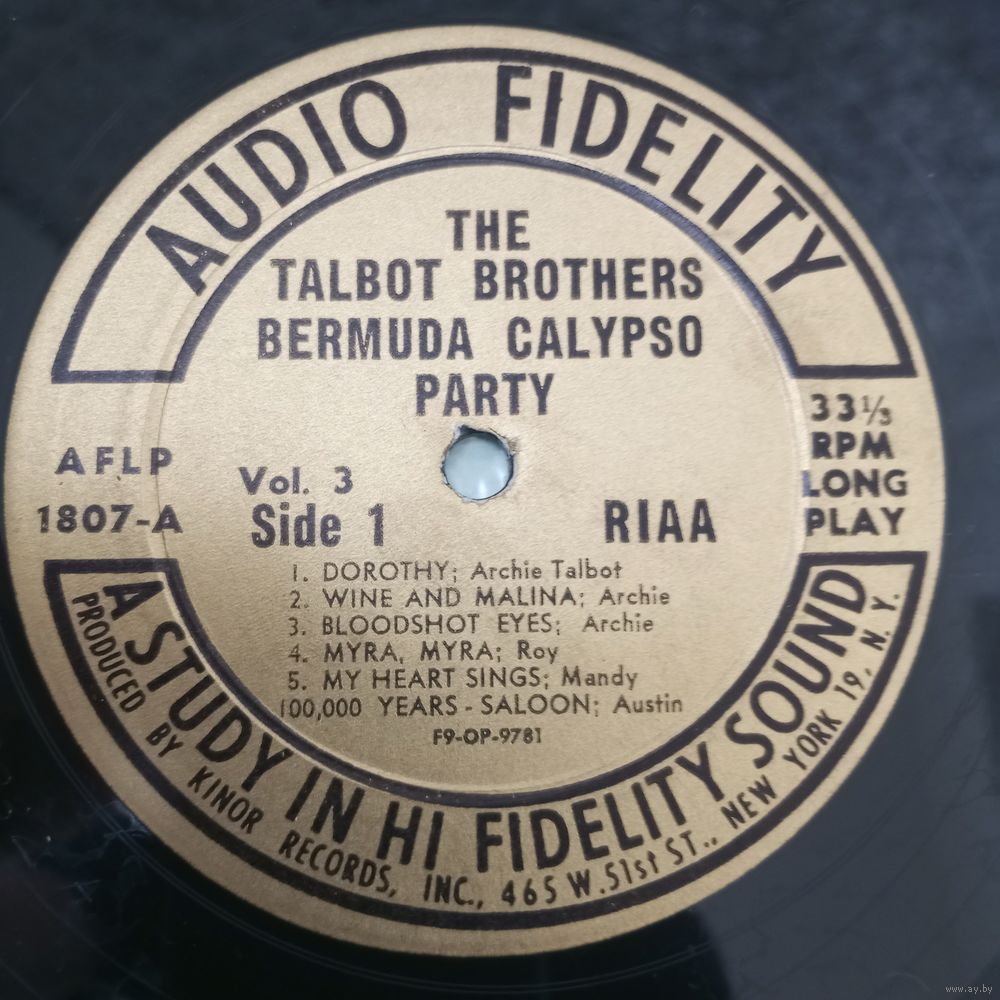 AUDIO FIDELITY
THE
TALBOT BROTHERS
BERMUDA CALYPSO
PARTY
AFLP
1807-A
33⅓
RPM
LONG
PLAY
Vol. 3
Side 1
RIAA
1. DOROTHY; Archie Talbot
2. WINE AND MALINA; Archie
3. BLOODSHOT EYES; Archie
4. MYRA, MYRA; Roy
5. MY HEART SINGS; Mandy
100,000 YEARS - SALOON; Austin
F9-OP-9781
A STUDY IN HI FIDELITY SOUND
PRODUCED BY KINOR RECORDS, INC., 465 W. 51st ST., NEW YORK 19, N. Y.
www.ay.by